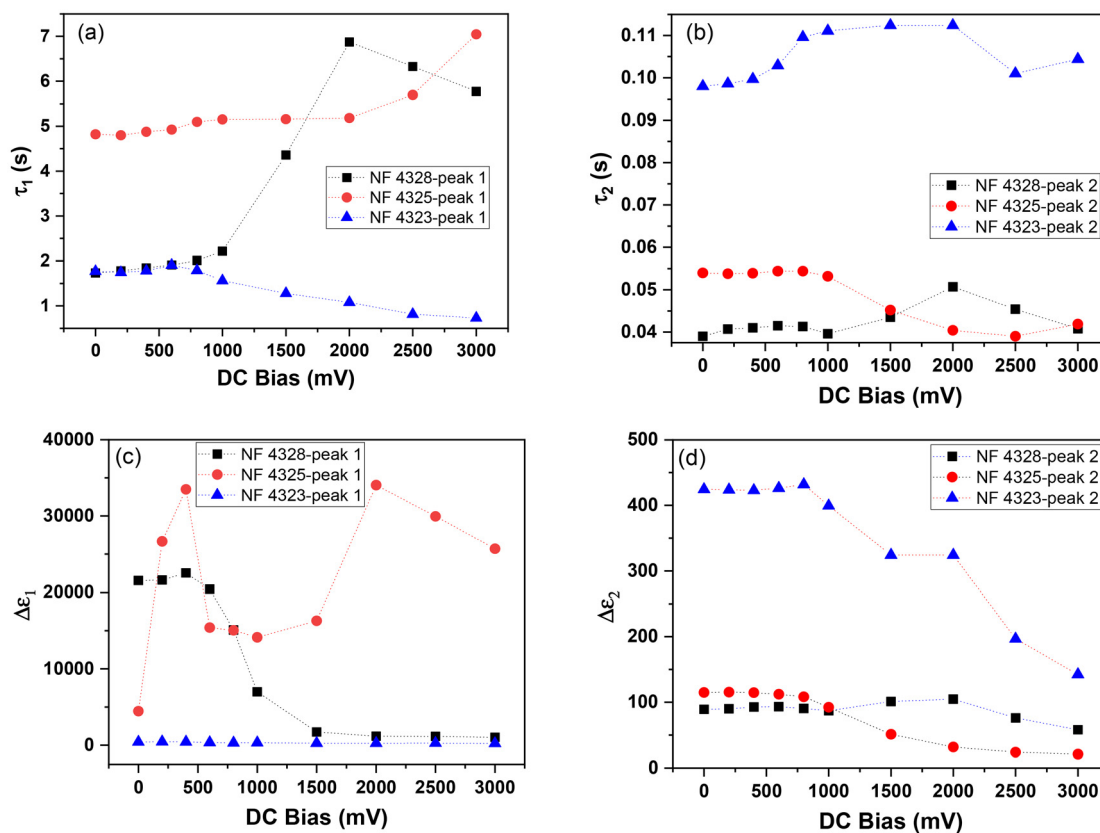 (a)
7
6
5
4
3
2
1
τ1 (s)
NF 4328-peak 1
NF 4325-peak 1
NF 4323-peak 1
0 500 1000 1500 2000 2500 3000
DC Bias (mV)
(b)
0.11
0.10
0.09
0.08
0.07
0.06
0.05
0.04
τ2 (s)
NF 4328-peak 2
NF 4325-peak 2
NF 4323-peak 2
0 500 1000 1500 2000 2500 3000
DC Bias (mV)
(c)
40000
30000
20000
10000
0
Δε1
NF 4328-peak 1
NF 4325-peak 1
NF 4323-peak 1
0 500 1000 1500 2000 2500 3000
DC Bias (mV)
(d)
500
400
300
200
100
0
Δε2
NF 4328-peak 2
NF 4325-peak 2
NF 4323-peak 2
0 500 1000 1500 2000 2500 3000
DC Bias (mV)